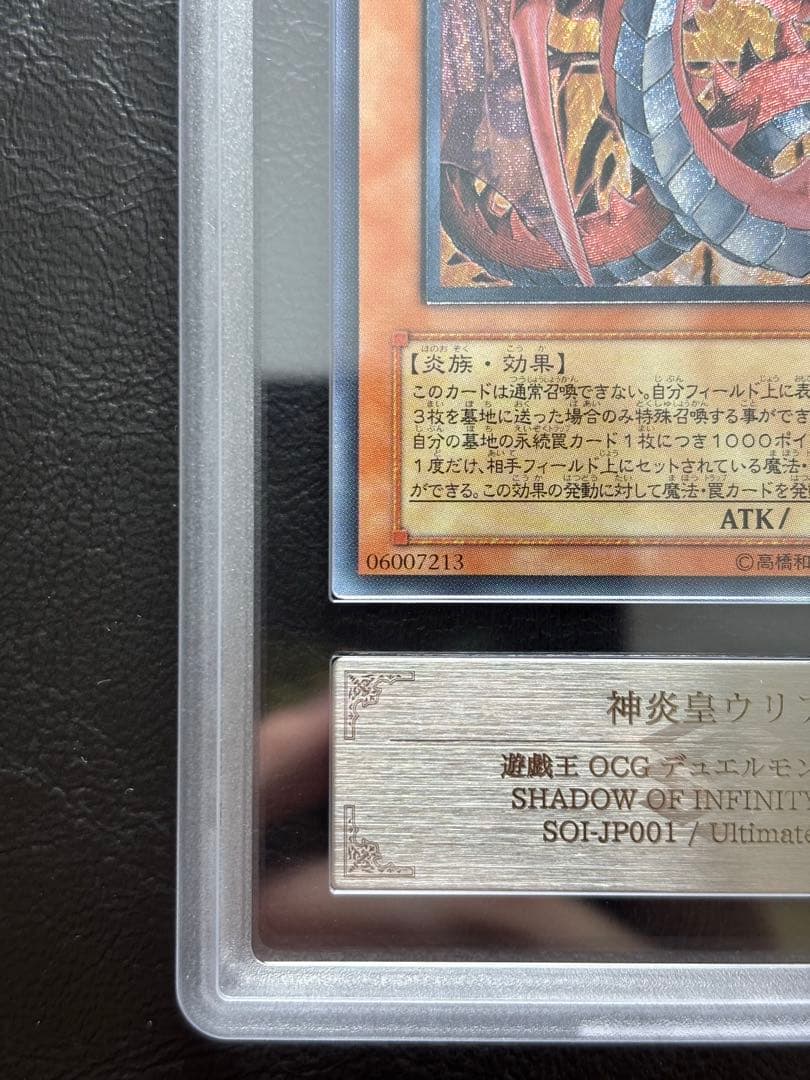 【炎族・効果】
このカードは通常召喚できない。自分フィールド上に表
3枚を墓地に送った場合のみ特殊召喚する事ができ
自分の墓地の永続罠カード1枚につき1000ポイ
1度だけ、相手フィールド上にセットされている魔法・
ができる。この効果の発動に対して魔法・罠カードを発
ATK/
06007213
©高橋和
神炎皇ウリ
遊戯王 OCG デュエルモン
SHADOW OF INFINITY
SOI-JP001 / Ultimate